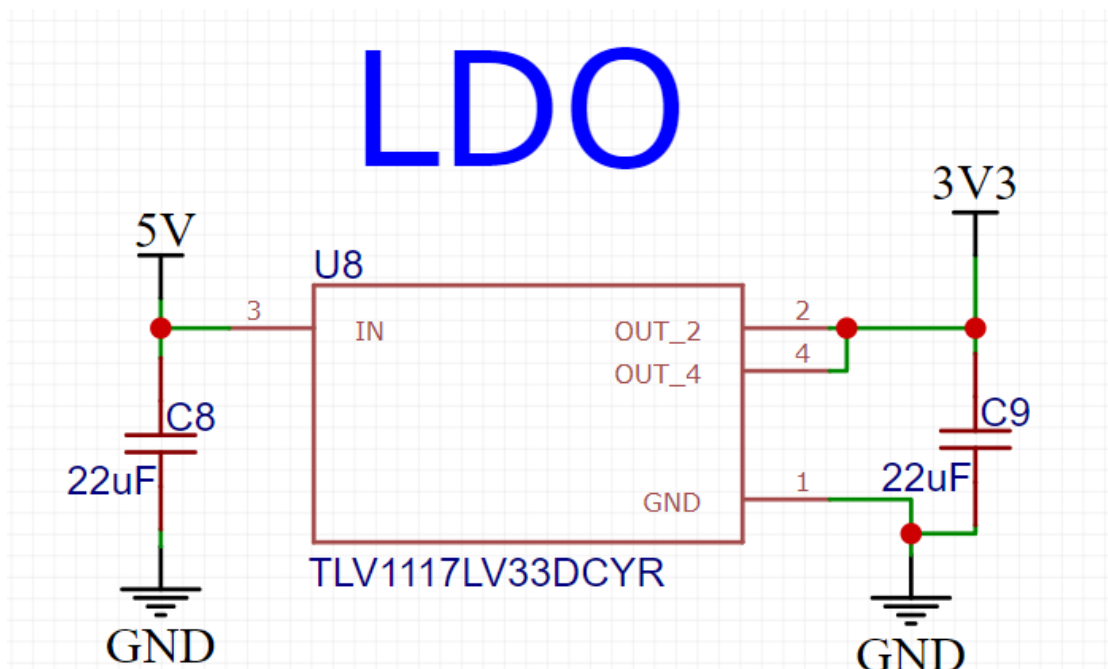 LDO
3V3
5V
U8
3
IN
OUT_2
2
OUT_4
4
C8
22uF
C9
22uF
GND
1
TLV1117LV33DCYR
GND
GND